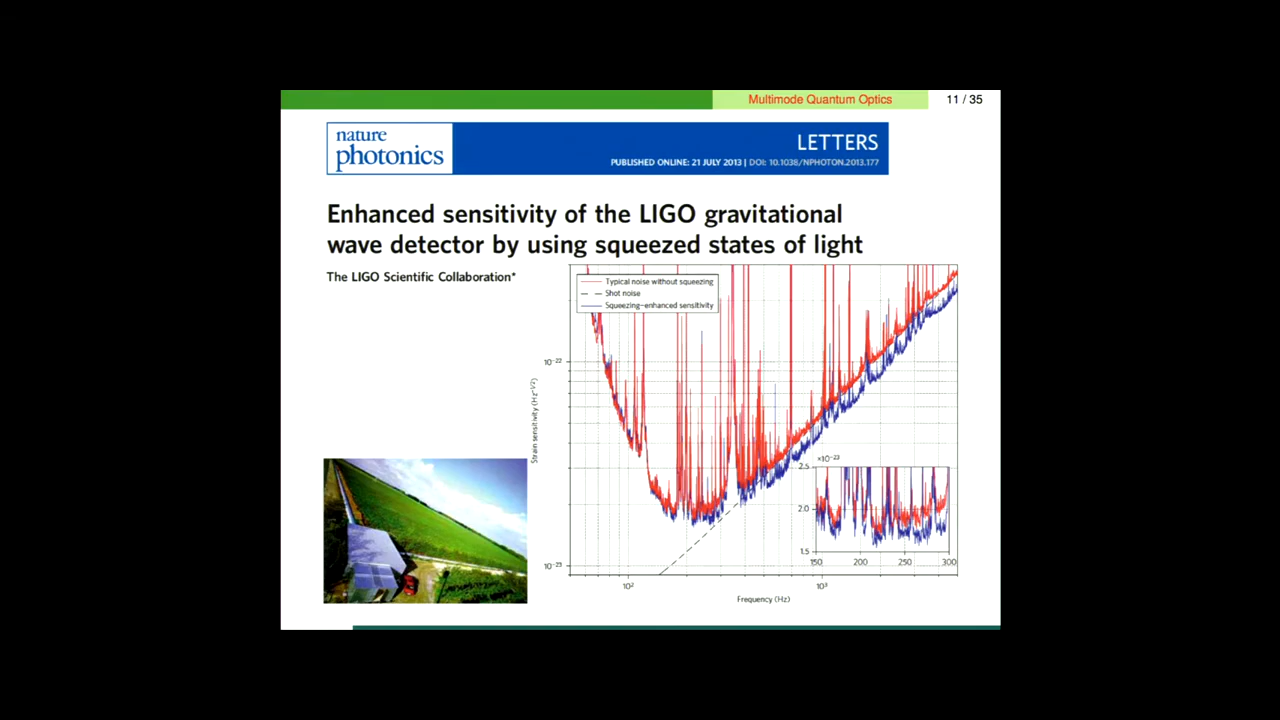 Multimode Quantum Optics
11 / 35
nature
photonics
LETTERS
PUBLISHED ONLINE: 21 JULY 2013 | DOI: 10.1038/NPHOTON.2013.177
Enhanced sensitivity of the LIGO gravitational
wave detector by using squeezed states of light
The LIGO Scientific Collaboration*
Typical noise without squeezing
Shot noise
Squeezing−enhanced sensitivity
10⁻²²
Strain sensitivity (Hz⁻¹ᐟ²)
×10⁻²³
2.5
2.0
1.5
150 200 250 300
10⁻²³
10² 10³
Frequency (Hz)